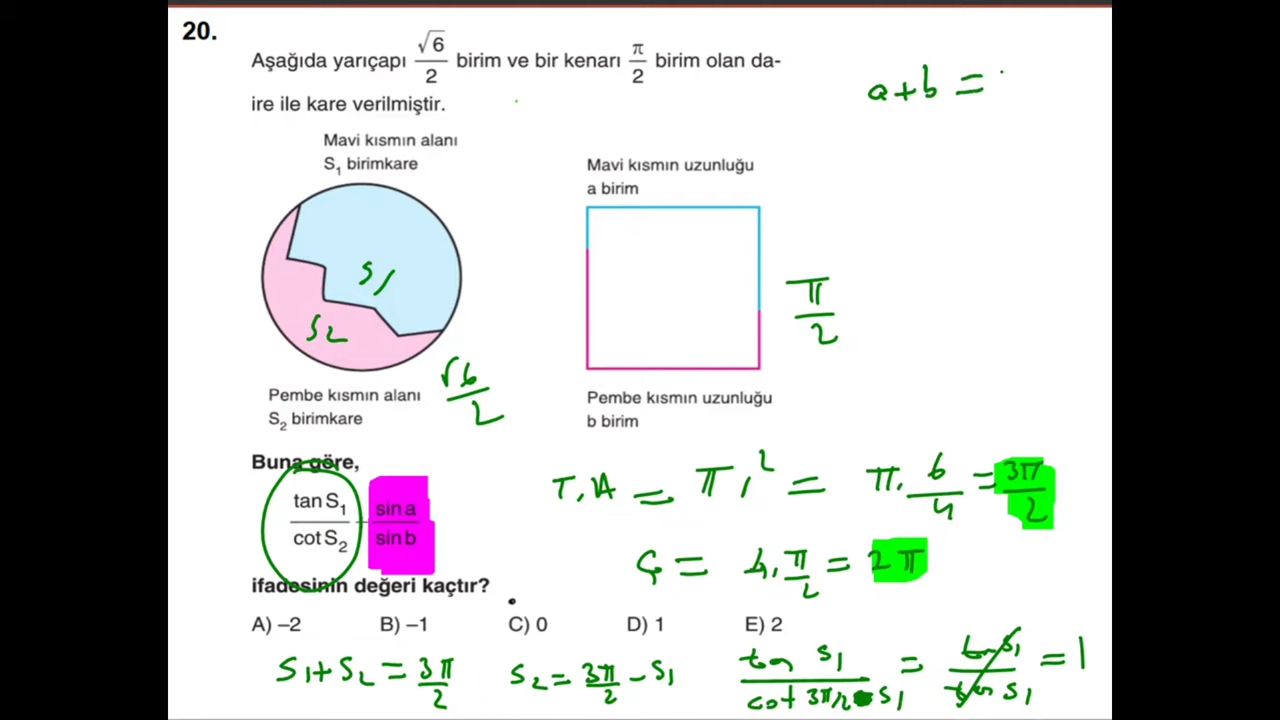 20.
Aşağıda yarıçapı √6/2 birim ve bir kenarı π/2 birim olan da-
ire ile kare verilmiştir.
a+b =
Mavi kısmın alanı
S₁ birimkare
Mavi kısmın uzunluğu
a birim
S1
S2
π/2
√6/2
Pembe kısmın alanı
S₂ birimkare
Pembe kısmın uzunluğu
b birim
Buna göre,
tan S₁/cot S₂ – sin a/sin b
T.A = πr² = π. 6/4 = 3π/2
Ç = 4. π/2 = 2π
ifadesinin değeri kaçtır?
A) –2 B) –1 C) 0 D) 1 E) 2
S1+S2 = 3π/2 S2 = 3π/2 – S1 tan S1/cot 3π/2 - S1 = tan S1/tan S1 = 1